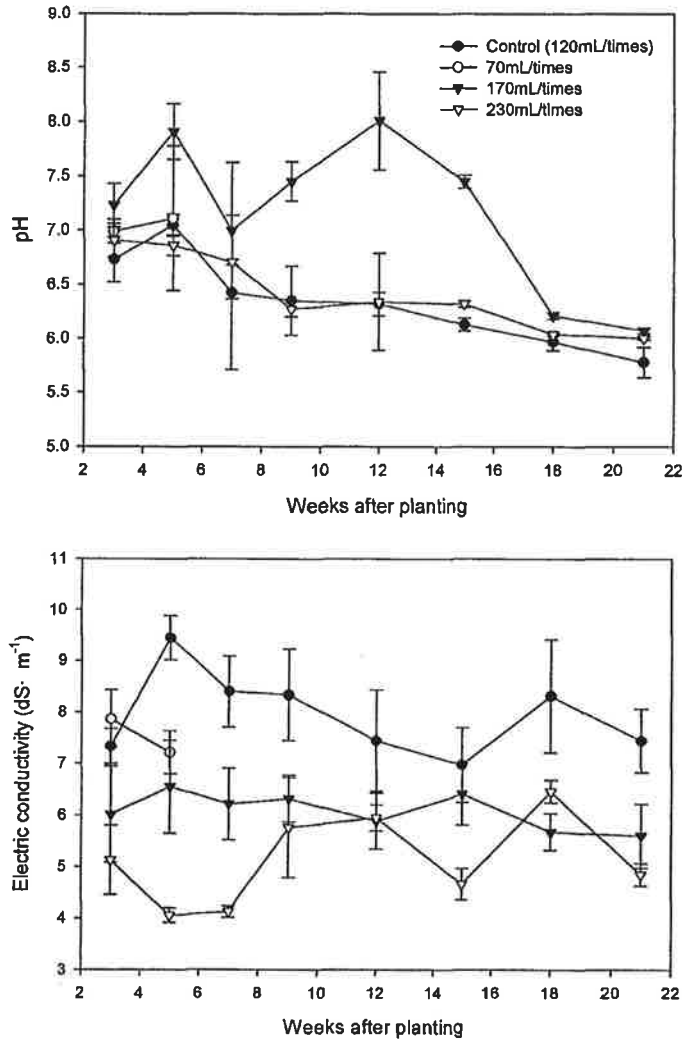 9.0
8.5
8.0
7.5
7.0
6.5
6.0
5.5
5.0
pH
Control (120mL/times)
70mL/times
170mL/times
230mL/times
2 4 6 8 10 12 14 16 18 20 22
Weeks after planting
11
10
9
8
7
6
5
4
3
Electric conductivity (dS· m⁻¹)
2 4 6 8 10 12 14 16 18 20 22
Weeks after planting